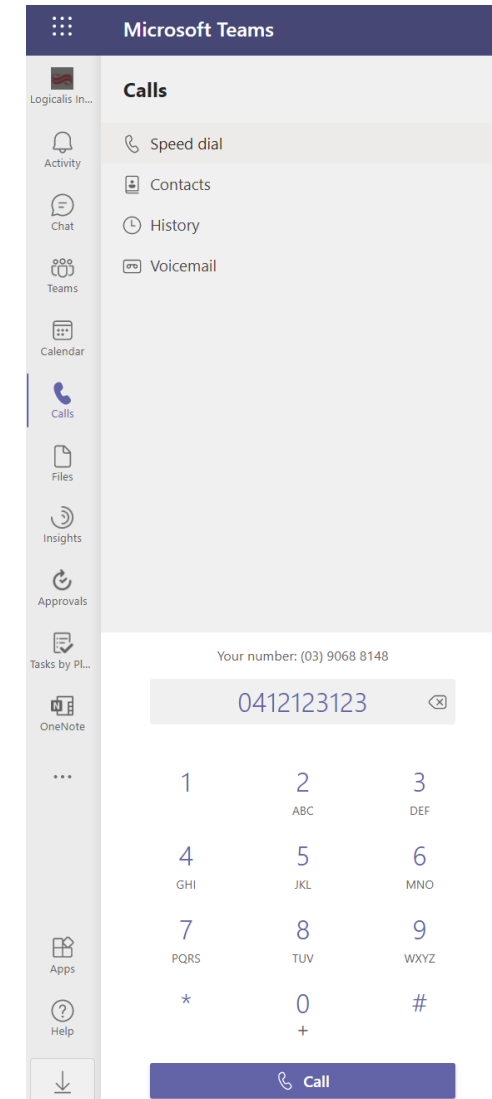 Microsoft Teams
Logicalis In...
Activity
Chat
Teams
Calendar
Calls
Files
Insights
Approvals
Tasks by Pl...
OneNote
...
Apps
Help
Calls
Speed dial
Contacts
History
Voicemail
Your number: (03) 9068 8148
0412123123
1 2 3
ABC DEF
4 5 6
GHI JKL MNO
7 8 9
PQRS TUV WXYZ
* 0 #
+
Call